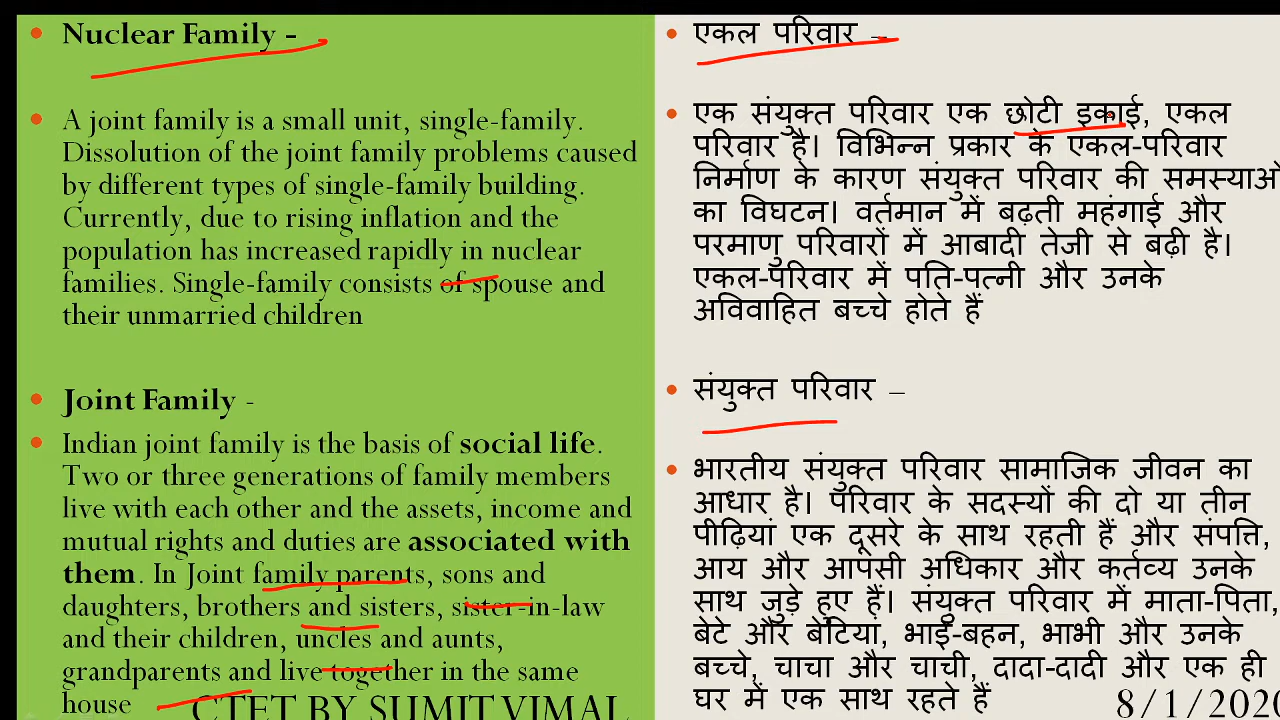 Nuclear Family -
A joint family is a small unit, single-family.
Dissolution of the joint family problems caused
by different types of single-family building.
Currently, due to rising inflation and the
population has increased rapidly in nuclear
families. Single-family consists of spouse and
their unmarried children
Joint Family -
Indian joint family is the basis of social life.
Two or three generations of family members
live with each other and the assets, income and
mutual rights and duties are associated with
them. In Joint family parents, sons and
daughters, brothers and sisters, sister-in-law
and their children, uncles and aunts,
grandparents and live together in the same
house
एकल परिवार –
एक संयुक्त परिवार एक छोटी इकाई, एकल
परिवार है। विभिन्न प्रकार के एकल-परिवार
निर्माण के कारण संयुक्त परिवार की समस्याओं
का विघटन। वर्तमान में बढ़ती महंगाई और
परमाणु परिवारों में आबादी तेजी से बढ़ी है।
एकल-परिवार में पति-पत्नी और उनके
अविवाहित बच्चे होते हैं
संयुक्त परिवार –
भारतीय संयुक्त परिवार सामाजिक जीवन का
आधार है। परिवार के सदस्यों की दो या तीन
पीढ़ियां एक दूसरे के साथ रहती हैं और संपत्ति,
आय और आपसी अधिकार और कर्तव्य उनके
साथ जुड़े हुए हैं। संयुक्त परिवार में माता-पिता,
बेटे और बेटियां, भाई-बहन, भाभी और उनके
बच्चे, चाचा और चाची, दादा-दादी और एक ही
घर में एक साथ रहते हैं
CTET BY SUMIT VIMAL
8/1/2020